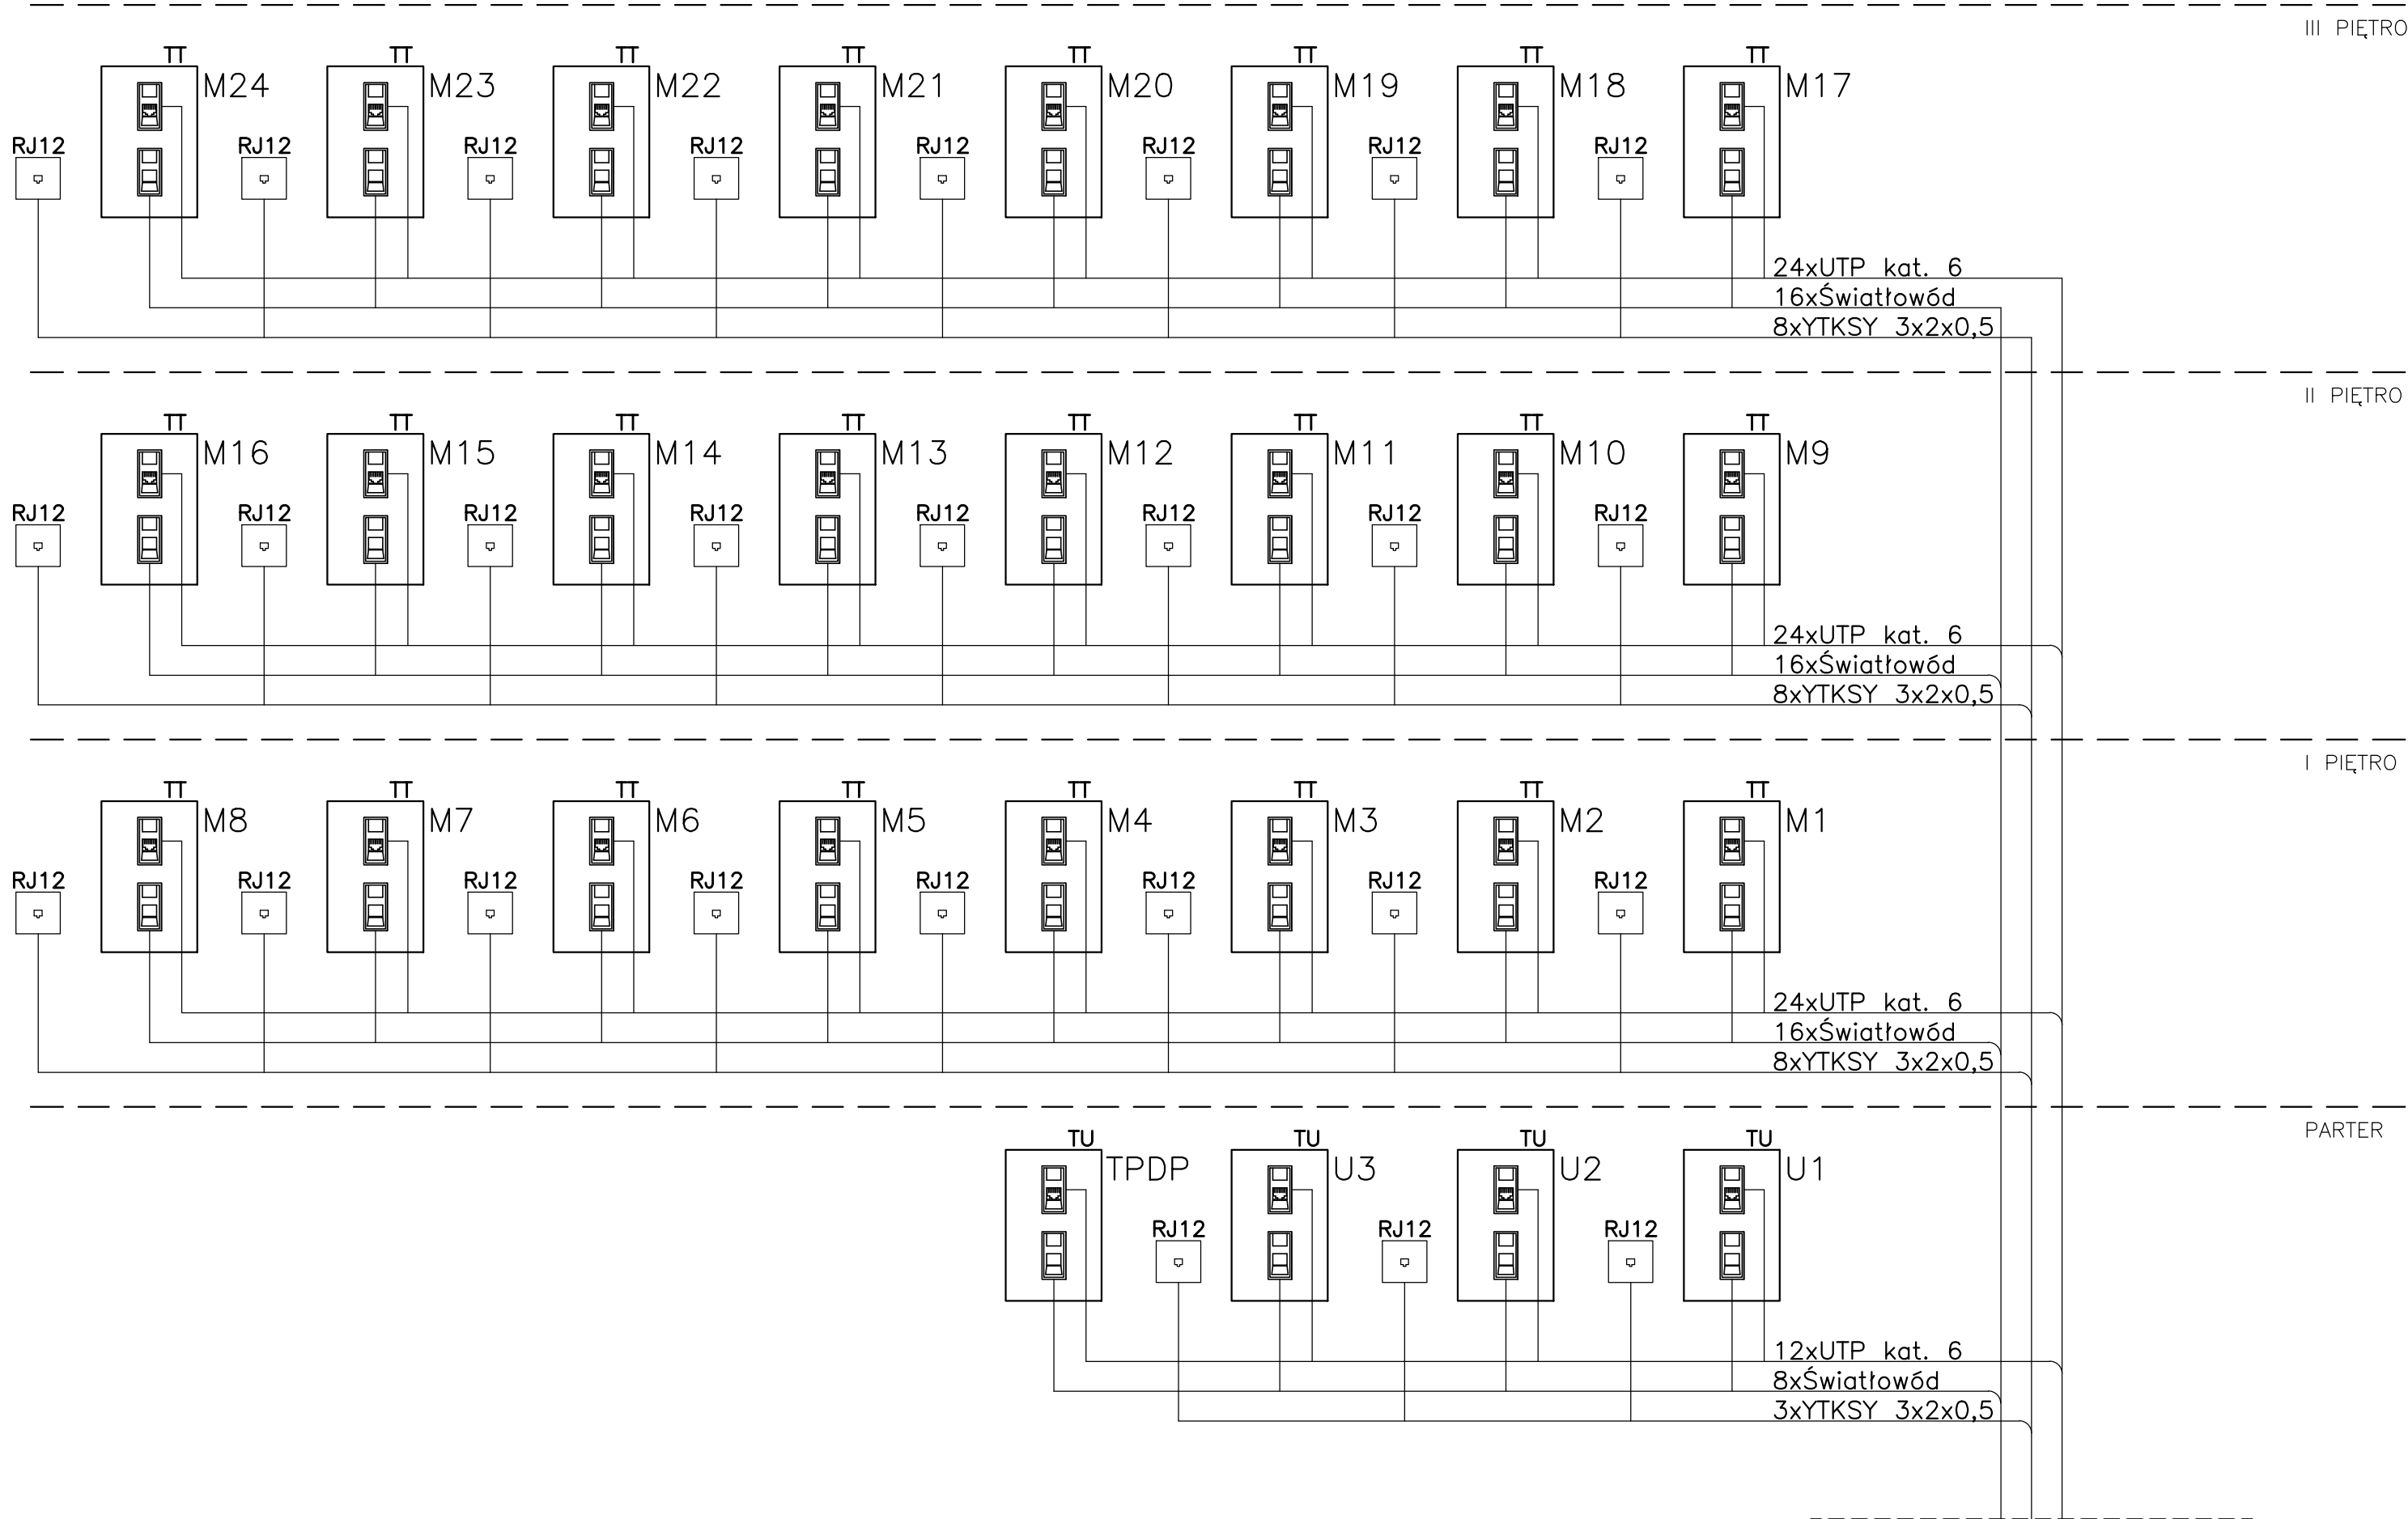 III PIĘTRO
TT TT TT TT TT TT TT TT
M24 M23 M22 M21 M20 M19 M18 M17
RJ12 RJ12 RJ12 RJ12 RJ12 RJ12 RJ12 RJ12
24xUTP kat. 6
16xŚwiatłowód
8xYTKSY 3x2x0,5
II PIĘTRO
TT TT TT TT TT TT TT TT
M16 M15 M14 M13 M12 M11 M10 M9
RJ12 RJ12 RJ12 RJ12 RJ12 RJ12 RJ12 RJ12
24xUTP kat. 6
16xŚwiatłowód
8xYTKSY 3x2x0,5
I PIĘTRO
TT TT TT TT TT TT TT TT
M8 M7 M6 M5 M4 M3 M2 M1
RJ12 RJ12 RJ12 RJ12 RJ12 RJ12 RJ12 RJ12
24xUTP kat. 6
16xŚwiatłowód
8xYTKSY 3x2x0,5
PARTER
TU TU TU TU
TPDP U3 U2 U1
RJ12 RJ12 RJ12
12xUTP kat. 6
8xŚwiatłowód
3xYTKSY 3x2x0,5